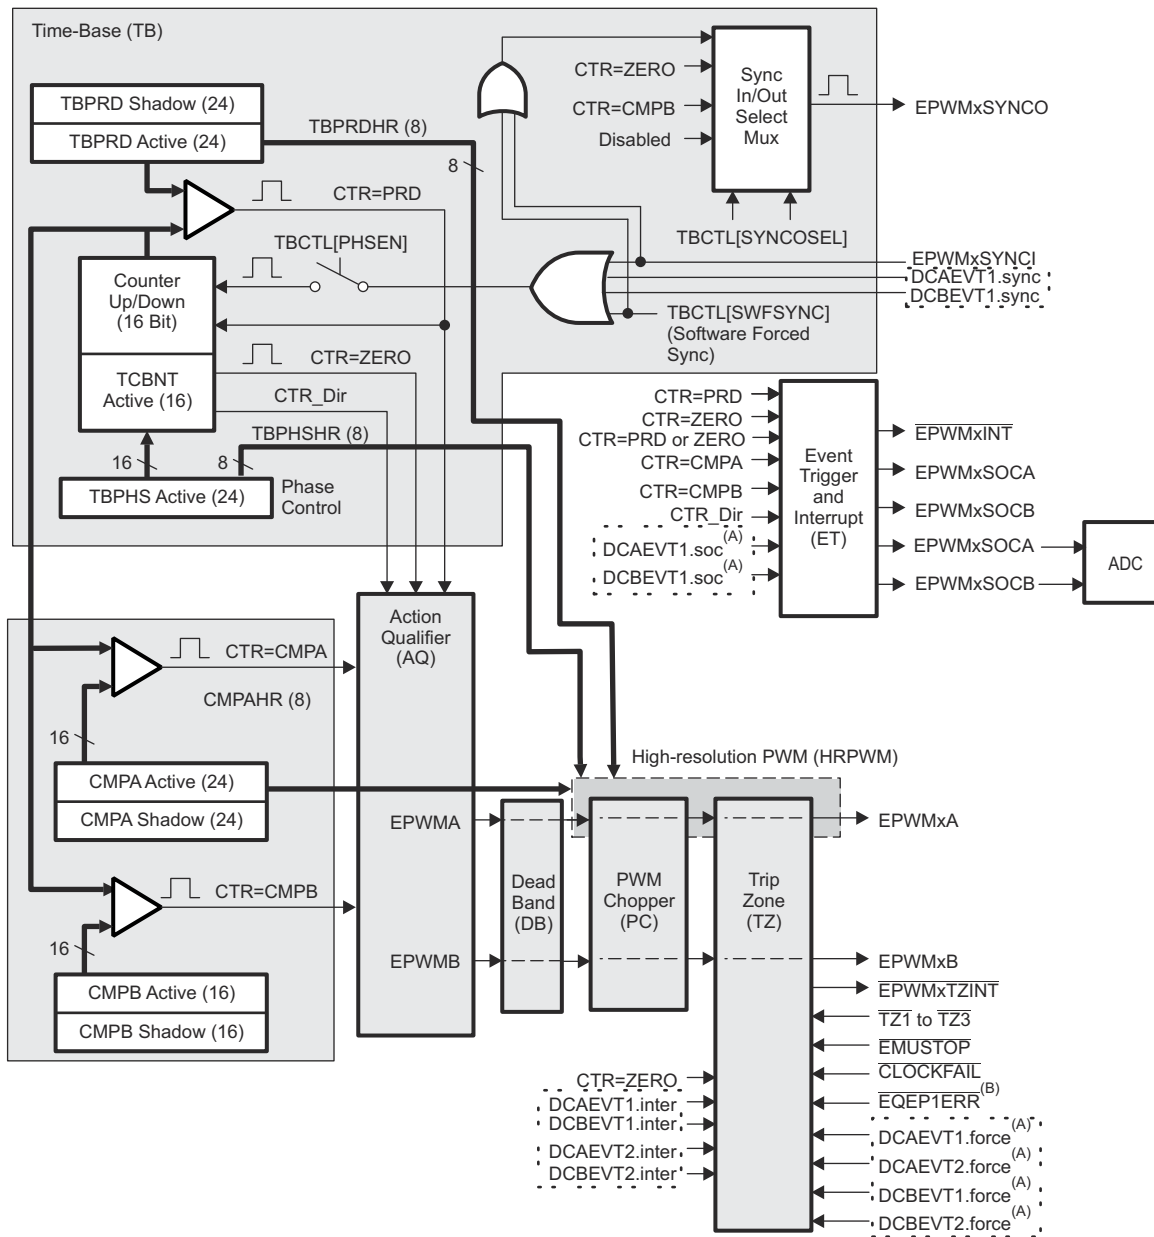 Time-Base (TB)
TBPRD Shadow (24)
TBPRD Active (24)
TBPRDHR (8)
8
CTR=PRD
TBCTL[PHSEN]
Counter
Up/Down
(16 Bit)
TCBNT
Active (16)
CTR=ZERO
CTR_Dir
TBPHSHR (8)
16
8
TBPHS Active (24)
Phase
Control
CTR=ZERO
CTR=CMPB
Disabled
Sync
In/Out
Select
Mux
EPWMxSYNCO
TBCTL[SYNCOSEL]
EPWMxSYNCI
DCAEVT1.sync
DCBEVT1.sync
TBCTL[SWFSYNC]
(Software Forced
Sync)
CTR=PRD
CTR=ZERO
CTR=PRD or ZERO
CTR=CMPA
CTR=CMPB
CTR_Dir
DCAEVT1.soc(A)
DCBEVT1.soc(A)
Event
Trigger
and
Interrupt
(ET)
EPWMxINT
EPWMxSOCA
EPWMxSOCB
EPWMxSOCA
EPWMxSOCB
ADC
Action
Qualifier
(AQ)
CTR=CMPA
CMPAHR (8)
16
CMPA Active (24)
CMPA Shadow (24)
CTR=CMPB
16
CMPB Active (16)
CMPB Shadow (16)
EPWMA
EPWMB
High-resolution PWM (HRPWM)
Dead
Band
(DB)
PWM
Chopper
(PC)
Trip
Zone
(TZ)
EPWMxA
EPWMxB
EPWMxTZINT
TZ1 to TZ3
EMUSTOP
CLOCKFAIL
EQEP1ERR(B)
DCAEVT1.force(A)
DCAEVT2.force(A)
DCBEVT1.force(A)
DCBEVT2.force(A)
CTR=ZERO
DCAEVT1.inter
DCBEVT1.inter
DCAEVT2.inter
DCBEVT2.inter